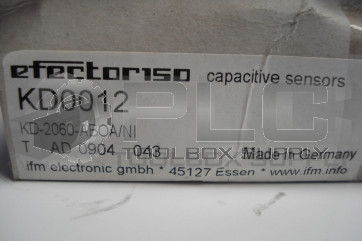 efector150 capacitive sensors
KD0012
KD-2060-ABOA/NI
T AD 0904 043 Made in Germany
ifm electronic gmbh * 45127 Essen * www.ifm.info
PLC
TOOLBOX SUPPLY